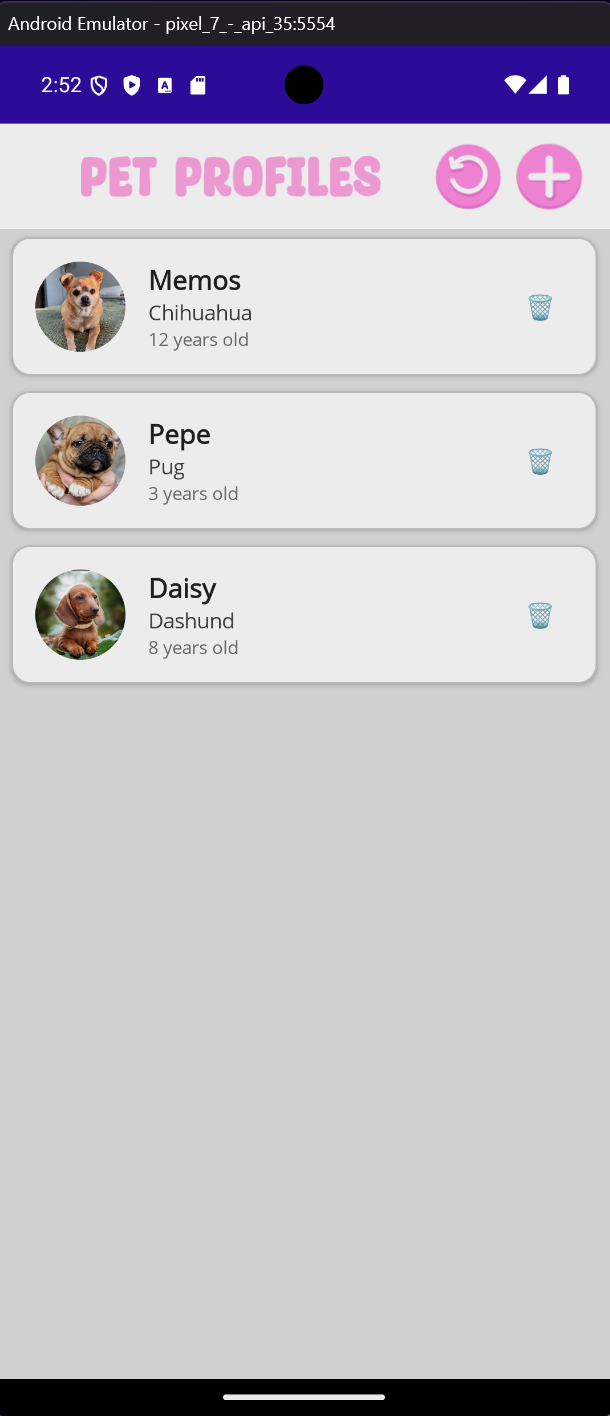 Android Emulator - pixel_7_-_api_35:5554
2:52
PET PROFILES
Memos
Chihuahua
12 years old
Pepe
Pug
3 years old
Daisy
Dashund
8 years old